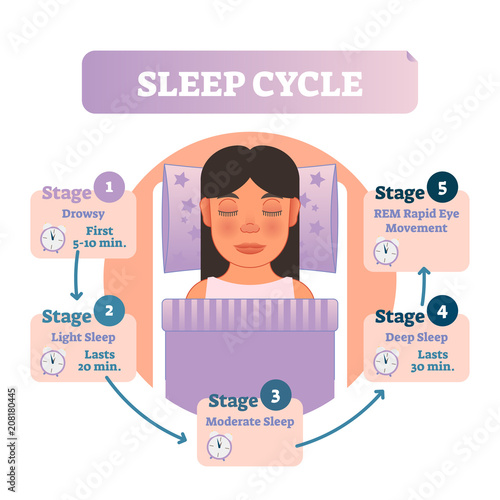 SLEEP CYCLE
Stage 1
Drowsy
First
5-10 min.
Stage 2
Light Sleep
Lasts
20 min.
Stage 3
Moderate Sleep
Stage 4
Deep Sleep
Lasts
30 min.
Stage 5
REM Rapid Eye
Movement
Adobe Stock | #208180445